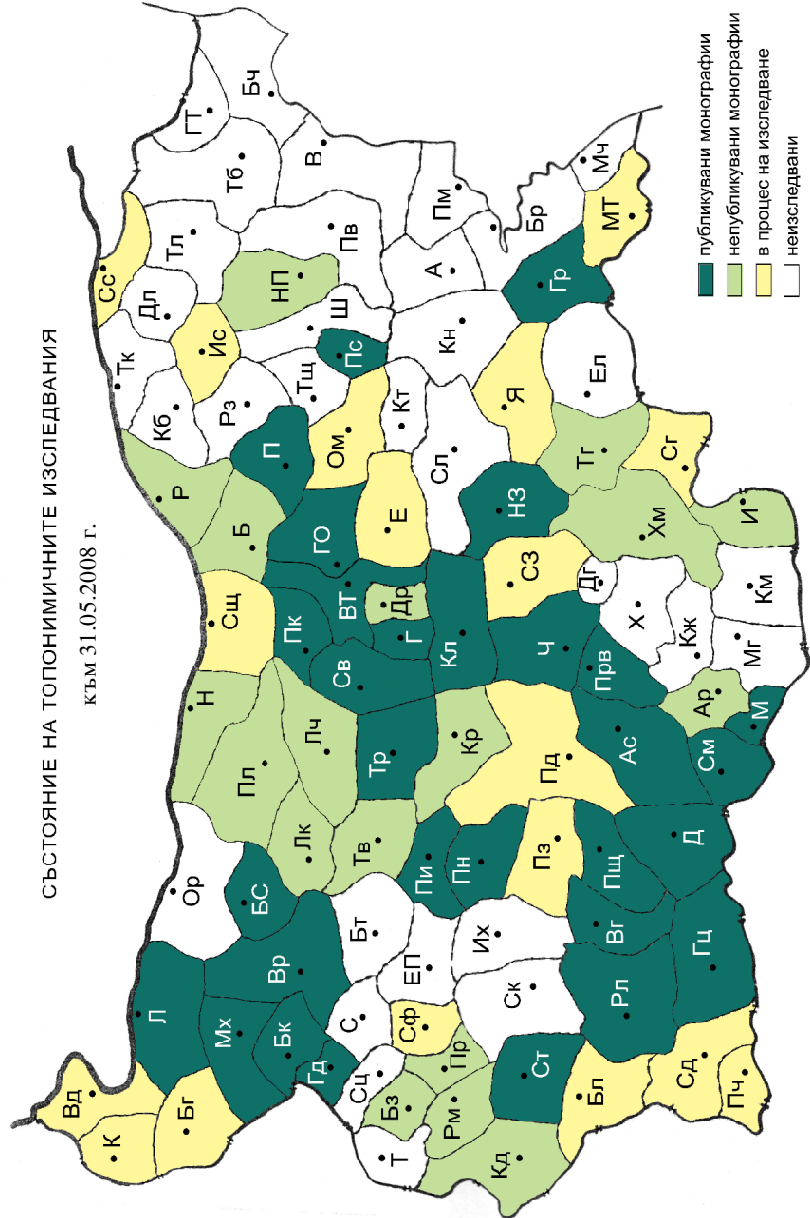 СЪСТОЯНИЕ НА ТОПОНИМИЧНИТЕ ИЗСЛЕДВАНИЯ
към 31.05.2008 г.
Вд
К
Бг
Л
Мх
Вр
Бк
Гд
Ор
БС
Н
Пл
Лч
Лк
Тв
Тр
Сщ
Пк
Св
ВТ
Г
Др
ГО
Р
Б
П
Тк
Кб
Рз
Дл
Ис
Сс
Тл
Тб
ГТ
Бч
В
НП
Пв
Ш
Пс
Тщ
Ом
Е
Кт
Сл
Кн
А
Пм
Бр
Гр
МТ
Мч
Я
Ел
Тг
Сг
НЗ
СЗ
Хм
И
Дг
Х
Кж
Км
Мг
Кл
Ч
Прв
Ар
М
См
Ас
Кр
Пд
Пи
Пн
Пз
Пщ
Д
Вг
Гц
Рл
Бт
ЕП
Их
Ск
С
Сф
Сц
Бз
Пр
Рм
Т
Кд
Ст
Бл
Сд
Пч
публикувани монографии
непубликувани монографии
в процес на изследване
неизследвани